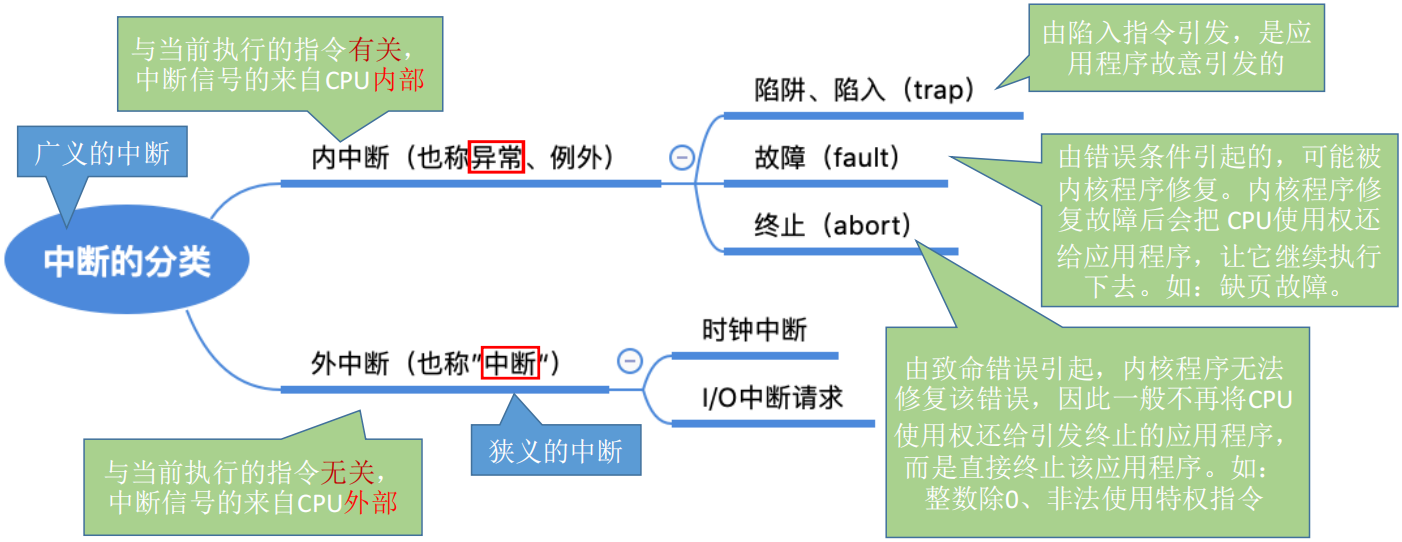 与当前执行的指令有关，
中断信号的来自CPU内部
广义的中断
中断的分类
内中断（也称异常、例外）
陷阱、陷入（trap）
由陷入指令引发，是应
用程序故意引发的
故障（fault）
由错误条件引起的，可能被
内核程序修复。内核程序修
复故障后会把 CPU使用权还
给应用程序，让它继续执行
下去。如：缺页故障。
终止（abort）
由致命错误引起，内核程序无法
修复该错误，因此一般不再将CPU
使用权还给引发终止的应用程序，
而是直接终止该应用程序。如：
整数除0、非法使用特权指令
外中断（也称”中断“）
狭义的中断
与当前执行的指令无关，
中断信号的来自CPU外部
时钟中断
I/O中断请求